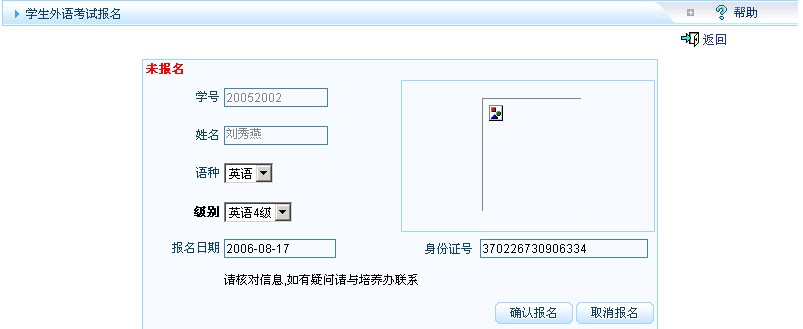 学生外语考试报名
帮助
返回
未报名
学号 20052002
姓名 刘秀燕
语种 英语
级别 英语4级
报名日期 2006-08-17
身份证号 370226730906334
请核对信息,如有疑问请与培养办联系
确认报名 取消报名